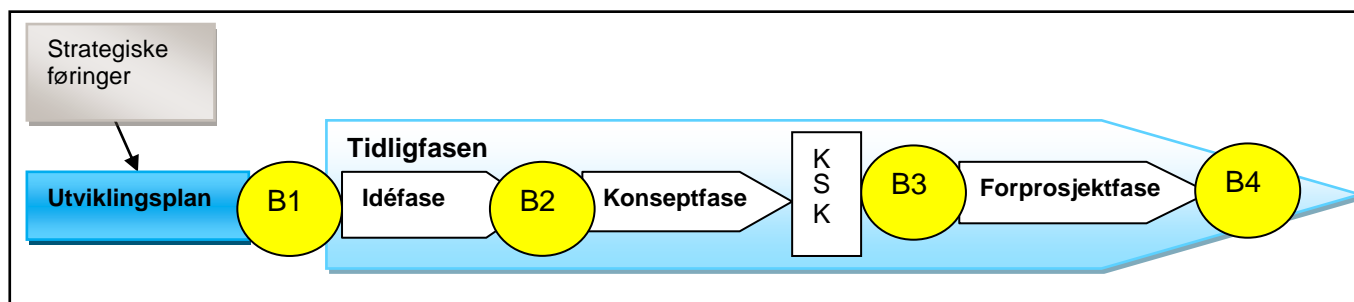 Strategiske
føringer
Tidligfasen
Utviklingsplan
B1
Idéfase
B2
Konseptfase
K
S
K
B3
Forprosjektfase
B4